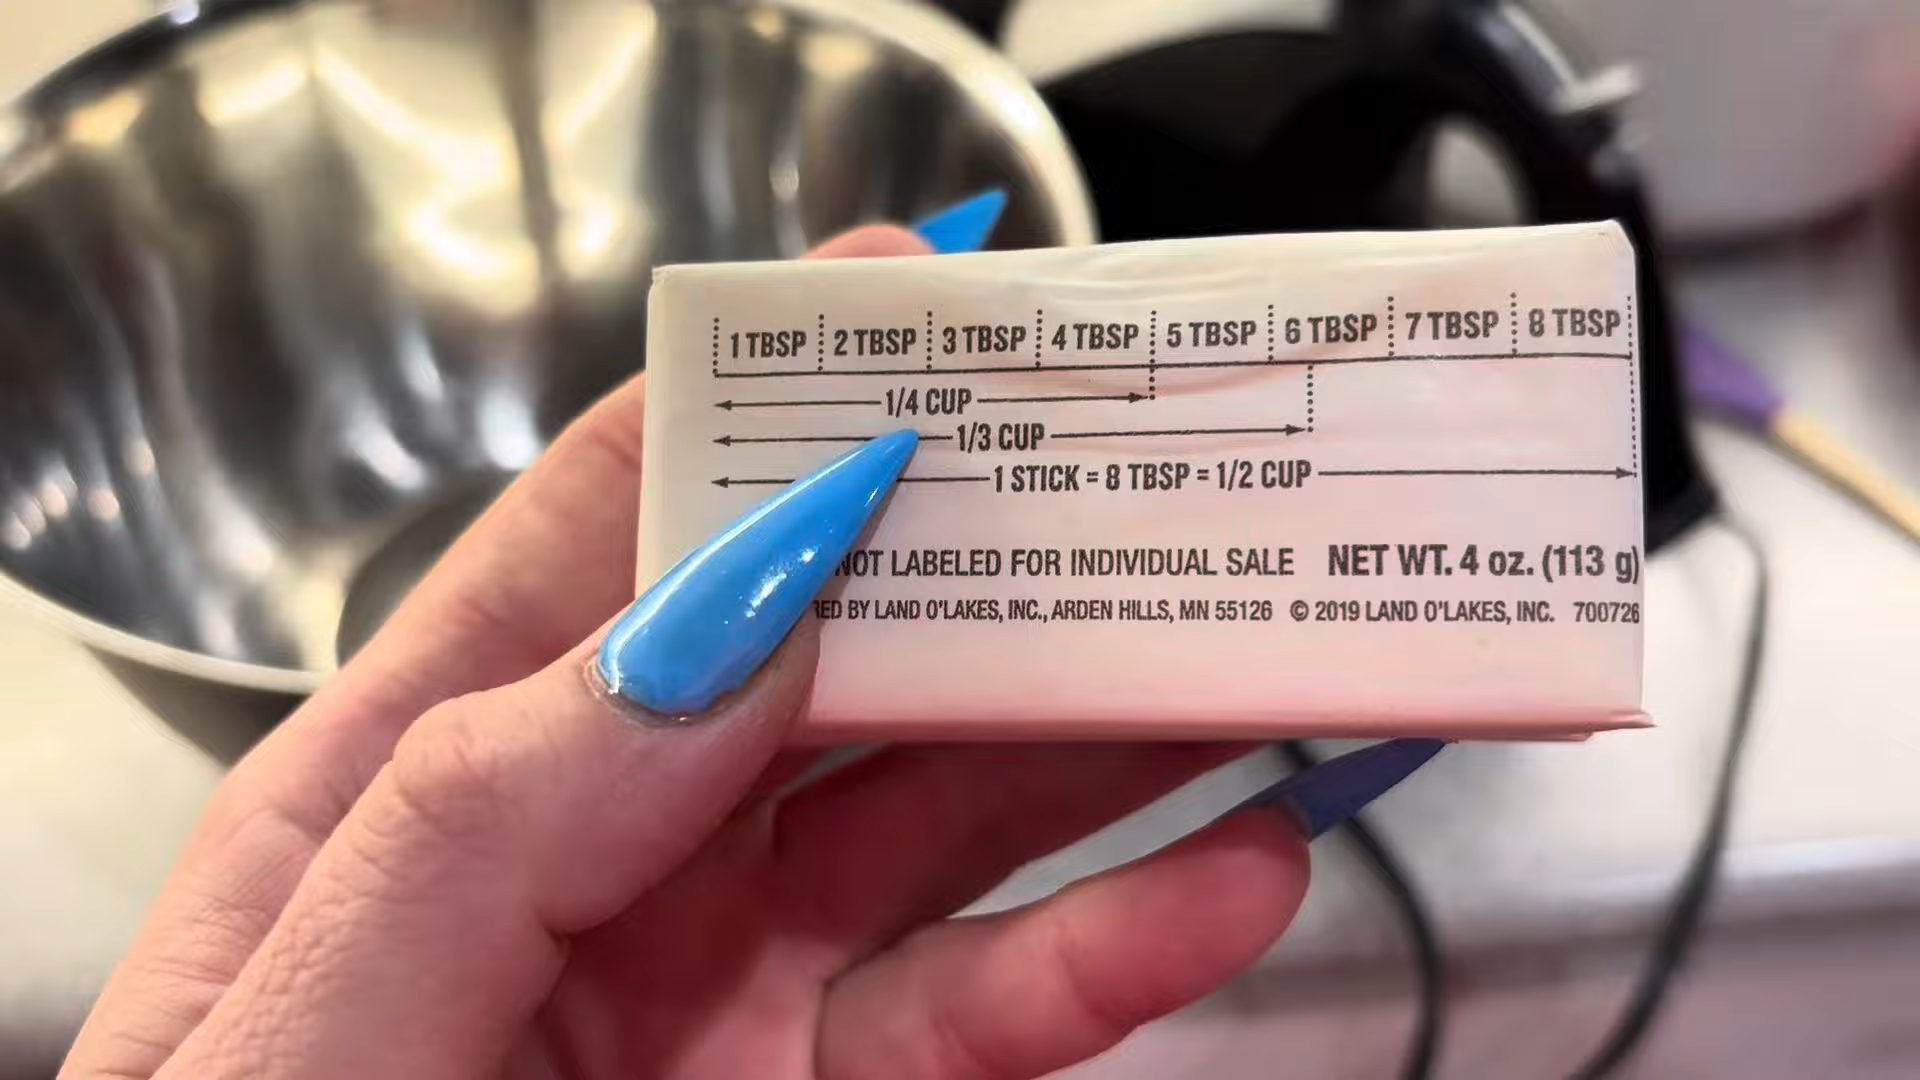 1 TBSP 2 TBSP 3 TBSP 4 TBSP 5 TBSP 6 TBSP 7 TBSP 8 TBSP
1/4 CUP
1/3 CUP
1 STICK = 8 TBSP = 1/2 CUP
NOT LABELED FOR INDIVIDUAL SALE NET WT. 4 oz. (113 g)
BY LAND O'LAKES, INC., ARDEN HILLS, MN 55126 © 2019 LAND O'LAKES, INC. 700726